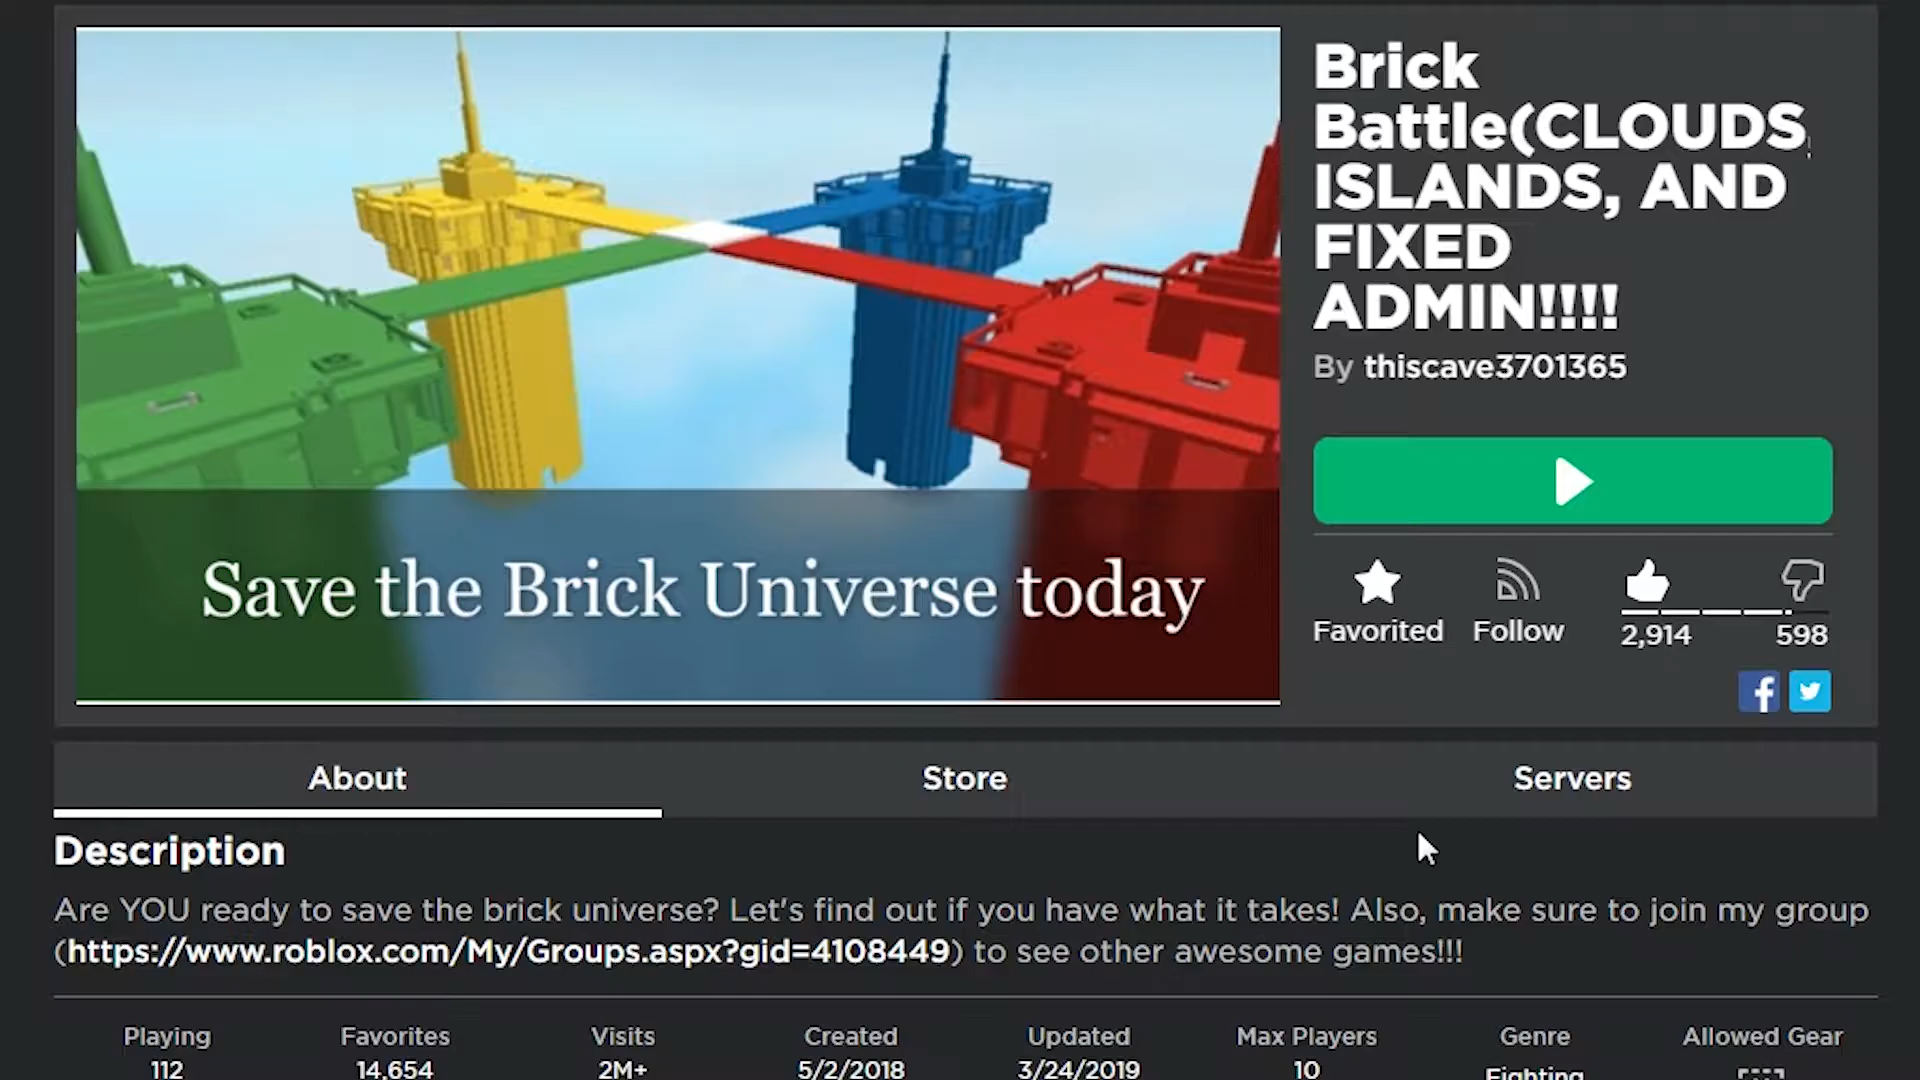 Brick
Battle(CLOUDS,
ISLANDS, AND
FIXED
ADMIN!!!!
By thiscave3701365
Save the Brick Universe today
Favorited Follow 2,914 598
About Store Servers
Description
Are YOU ready to save the brick universe? Let's find out if you have what it takes! Also, make sure to join my group
(https://www.roblox.com/My/Groups.aspx?gid=4108449) to see other awesome games!!!
Playing Favorites Visits Created Updated Max Players Genre Allowed Gear
112 14,654 2M+ 5/2/2018 3/24/2019 10 Fighting